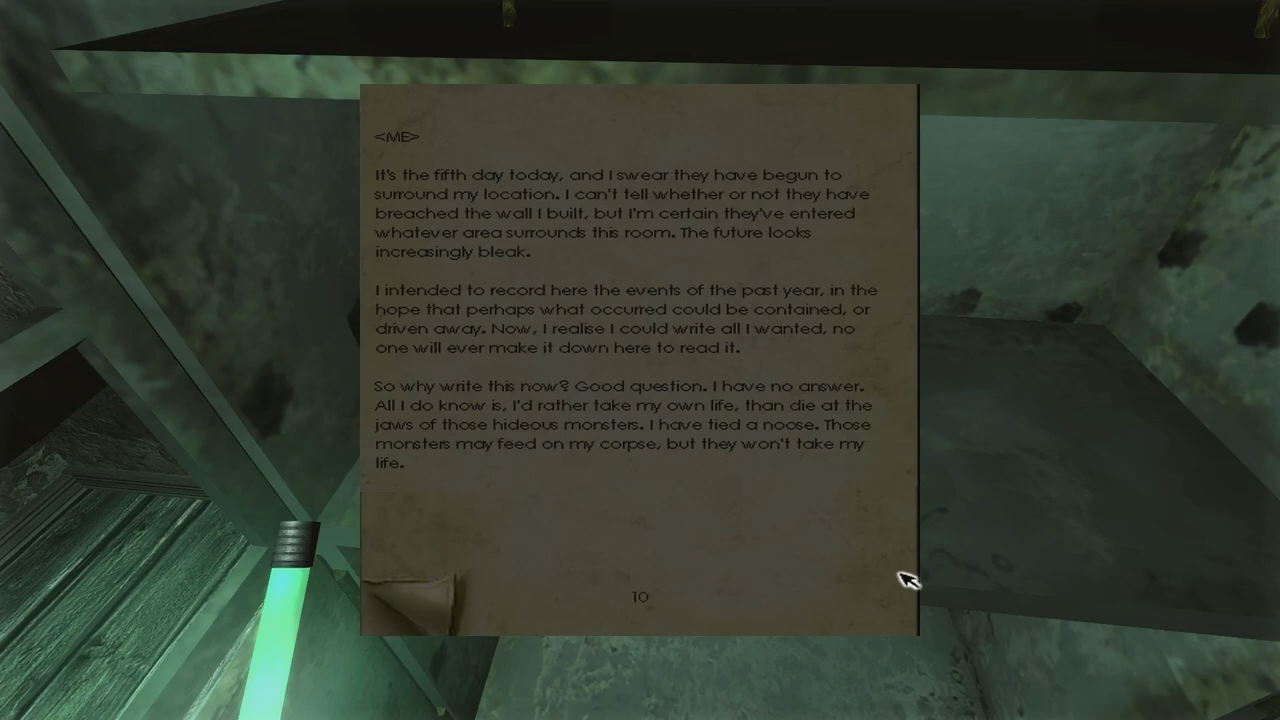 <ME>
It's the fifth day today, and I swear they have begun to
surround my location. I can't tell whether or not they have
breached the wall I built, but I'm certain they've entered
whatever area surrounds this room. The future looks
increasingly bleak.
I intended to record here the events of the past year, in the
hope that perhaps what occurred could be contained, or
driven away. Now, I realise I could write all I wanted, no
one will ever make it down here to read it.
So why write this now? Good question. I have no answer.
All I do know is, I'd rather take my own life, than die at the
jaws of those hideous monsters. I have tied a noose. Those
monsters may feed on my corpse, but they won't take my
life.
10